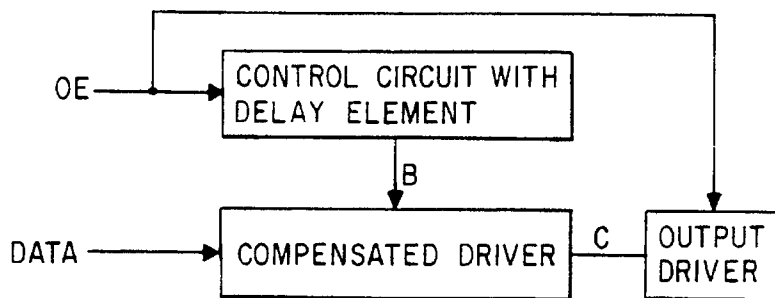 OE
CONTROL CIRCUIT WITH
DELAY ELEMENT
B
DATA
COMPENSATED DRIVER
C
OUTPUT
DRIVER